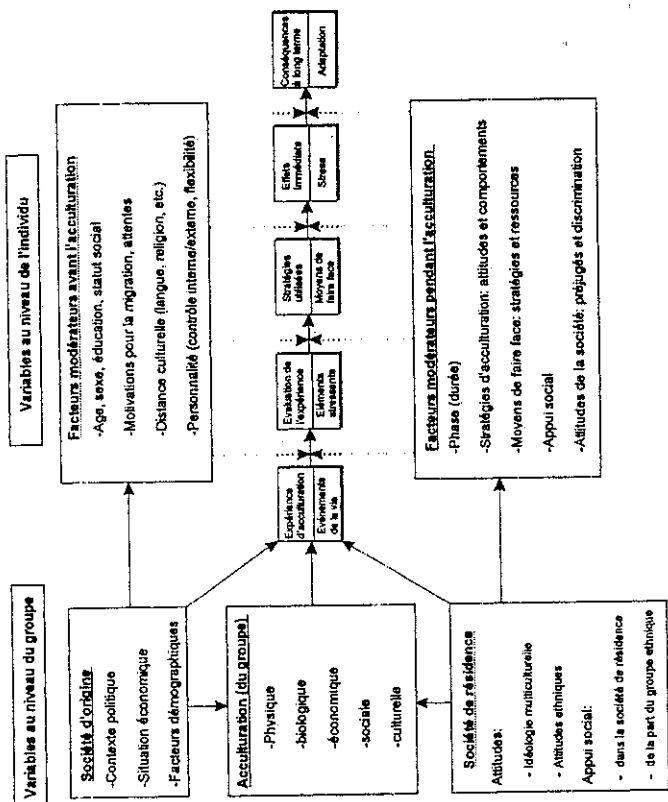 Variables au niveau du groupe
Société d'origine
-Contexte politique
-Situation économique
-Facteurs démographiques
Acculturation (du groupe)
-Physique
-biologique
-économique
-sociale
-culturelle
Société de résidence
Attitudes:
- Idéologie multiculturelle
- Attitudes ethniques
Appui social:
- dans la société de résidence
- de la part du groupe ethnique
Variables au niveau de l'individu
Facteurs modérateurs avant l'acculturation
-Age, sexe, éducation, statut social
-Motivations pour la migration, attentes
-Distance culturelle (langue, religion, etc.)
-Personnalité (contrôle interne/externe, flexibilité)
Expérience
d'acculturation
Evénements
de la vie
Evaluation de
l'expérience
Eléments
stressants
Stratégies
utilisées
Moyens de
faire face
Effets
immédiats
Stress
Conséquences
à long terme
Adaptation
Facteurs modérateurs pendant l'acculturation
-Phase (durée)
-Stratégies d'acculturation: attitudes et comportements
-Moyens de faire face: stratégies et ressources
-Appui social
-Attitudes de la société: préjugés et discrimination